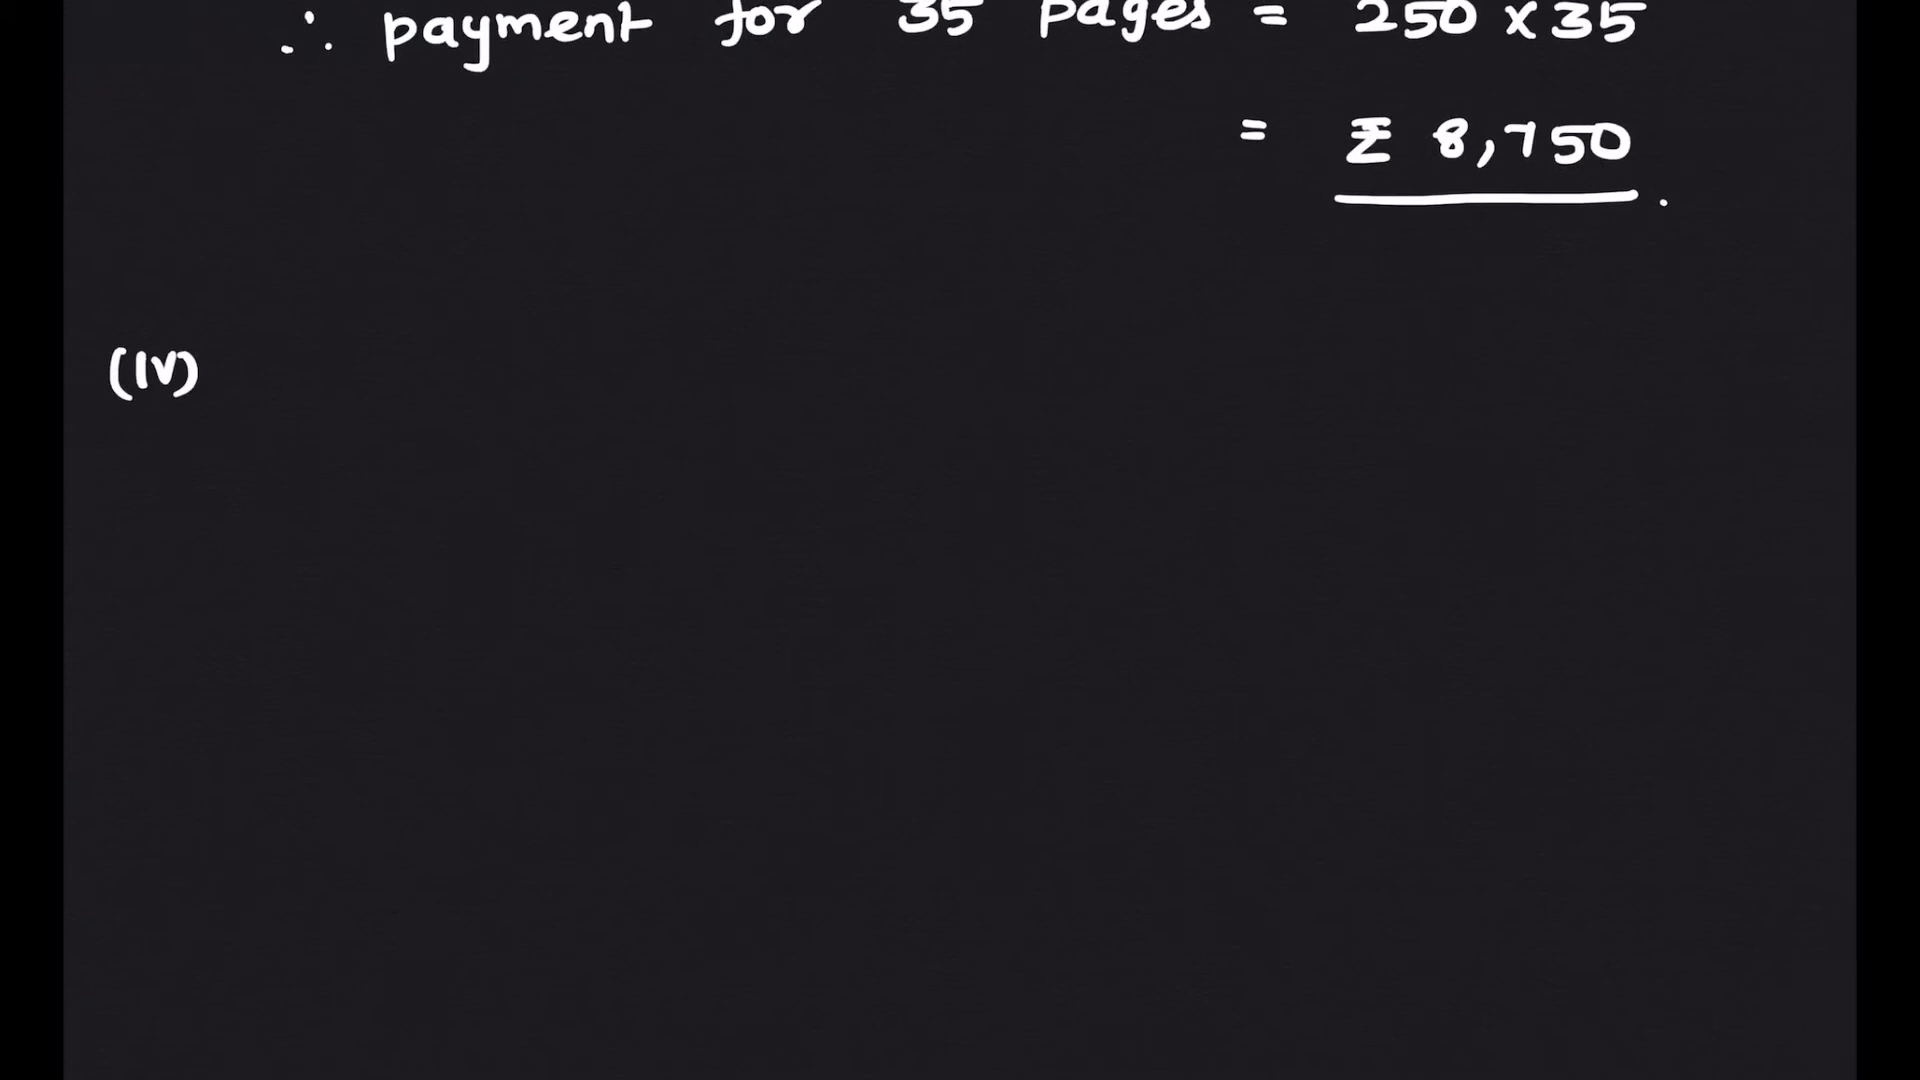 ∴ payment for 35 pages = 250 x 35
= ₹ 8,750.
(IV)